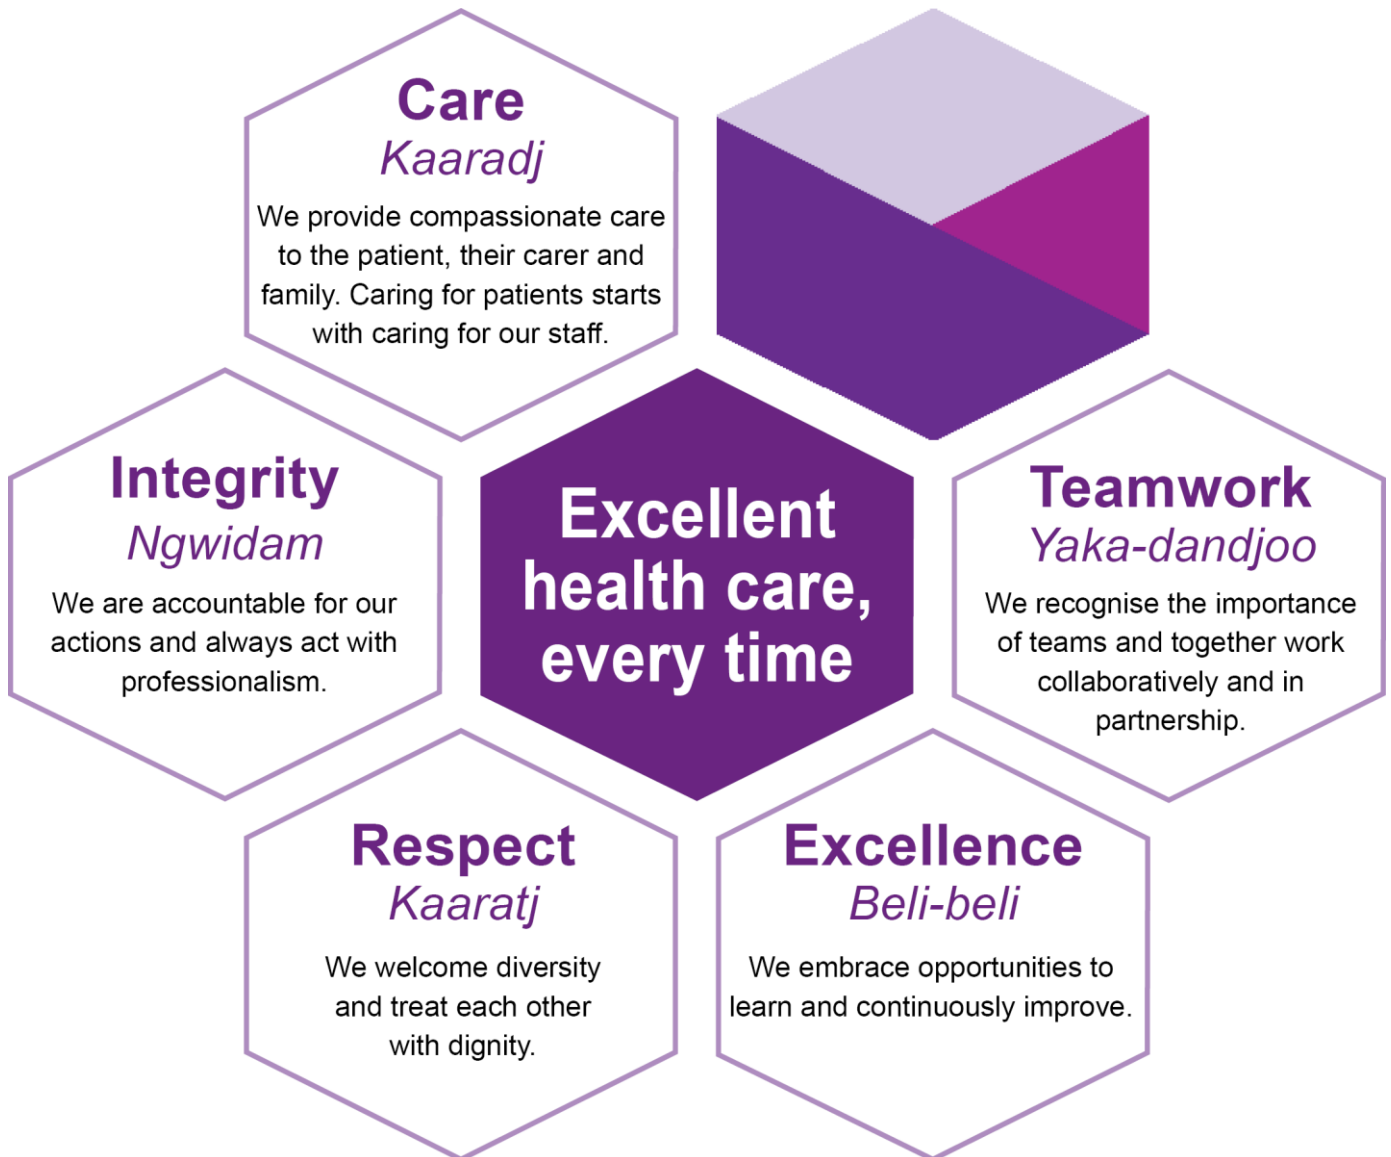 Care
Kaaradj
We provide compassionate care
to the patient, their carer and
family. Caring for patients starts
with caring for our staff.
Integrity
Ngwidam
We are accountable for our
actions and always act with
professionalism.
Excellent
health care,
every time
Teamwork
Yaka-dandjoo
We recognise the importance
of teams and together work
collaboratively and in
partnership.
Respect
Kaaratj
We welcome diversity
and treat each other
with dignity.
Excellence
Beli-beli
We embrace opportunities to
learn and continuously improve.